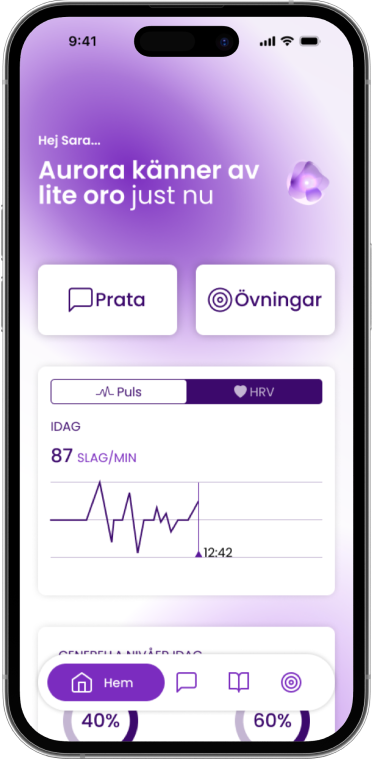 9:41
Hej Sara...
Aurora känner av
lite oro just nu
Prata
Övningar
Puls
HRV
IDAG
87 SLAG/MIN
12:42
GENERELLA NIVÅER IDAG
Hem
40%
60%